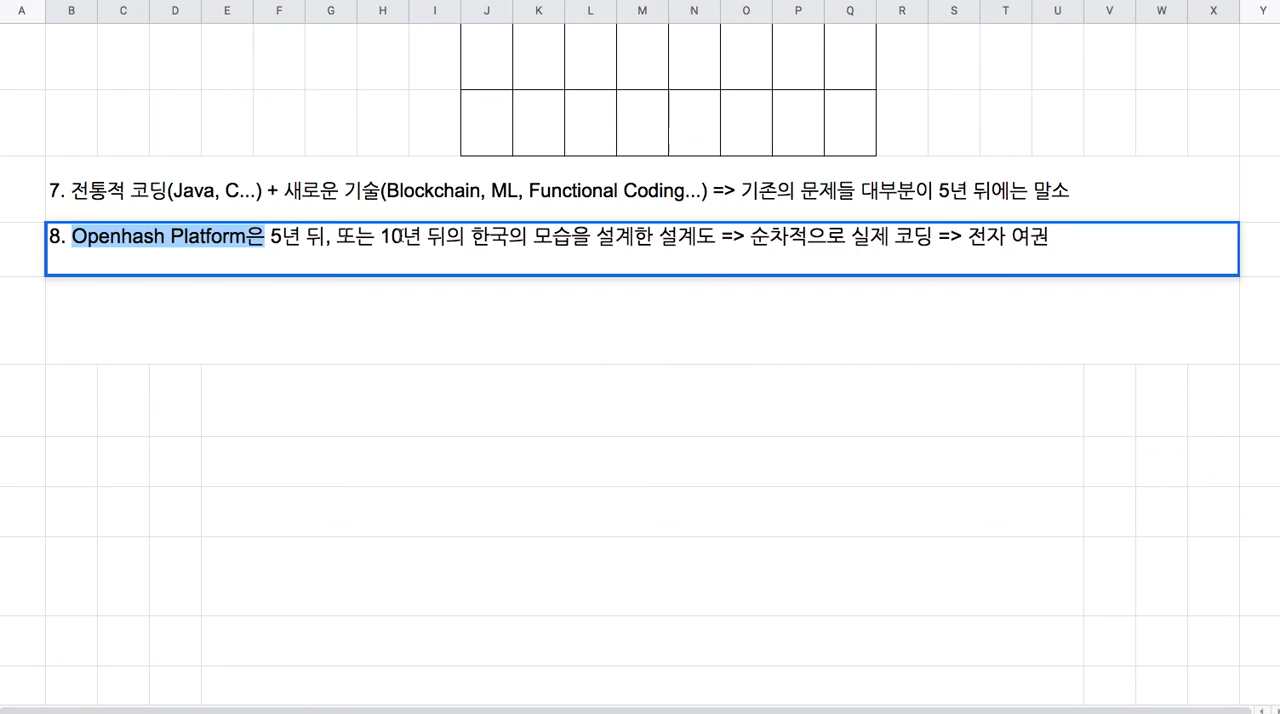 A B C D E F G H I J K L M N O P Q R S T U V W X Y
7. 전통적 코딩(Java, C...) + 새로운 기술(Blockchain, ML, Functional Coding...) => 기존의 문제들 대부분이 5년 뒤에는 말소
8. Openhash Platform은 5년 뒤, 또는 10년 뒤의 한국의 모습을 설계한 설계도 => 순차적으로 실제 코딩 => 전자 여권